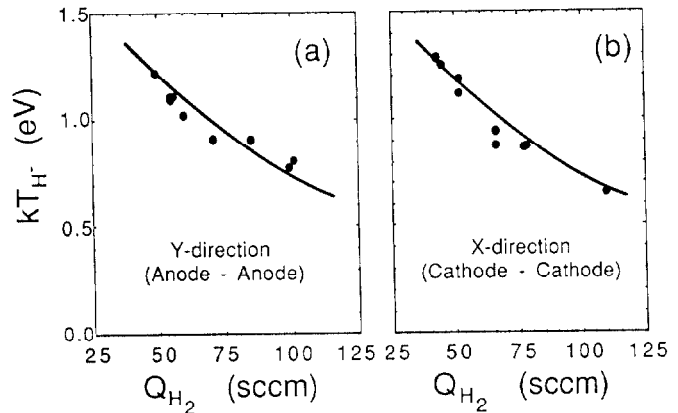 1.5
1.0
0.5
0.0
kT_H⁻ (eV)
(a)
Y-direction
(Anode - Anode)
25 50 75 100 125
Q_H₂ (sccm)
(b)
X-direction
(Cathode - Cathode)
25 50 75 100 125
Q_H₂ (sccm)